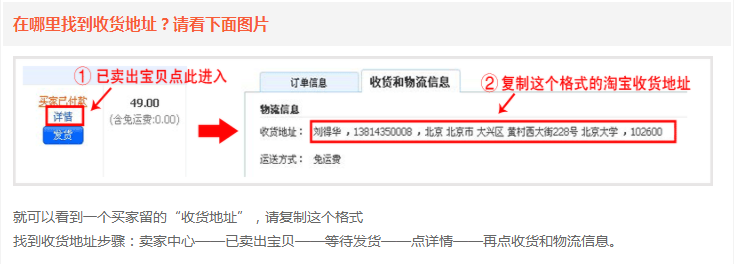 在哪里找到收货地址？请看下面图片
① 已卖出宝贝点此进入
买家已付款
详情
发货
49.00
(含免运费:0.00)
订单信息
收货和物流信息
② 复制这个格式的淘宝收货地址
物流信息
收货地址： 刘得华 ，13814350008 ，北京 北京市 大兴区 黄村西大街228号 北京大学 ，102600
运送方式： 免运费
就可以看到一个买家留的“收货地址”，请复制这个格式
找到收货地址步骤：卖家中心——已卖出宝贝——等待发货——点详情——再点收货和物流信息。